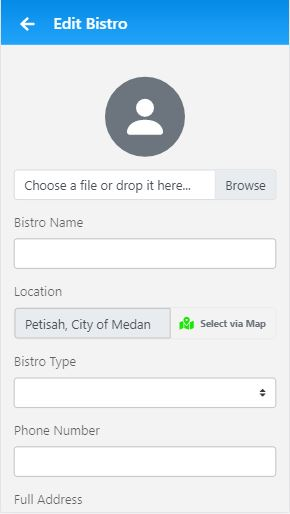 Edit Bistro
Choose a file or drop it here... Browse
Bistro Name
Location
Petisah, City of Medan Select via Map
Bistro Type
Phone Number
Full Address